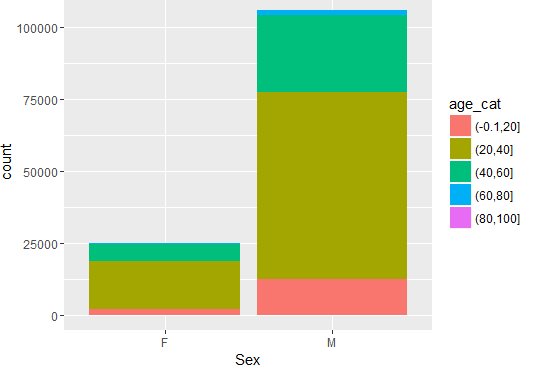 100000
75000
50000
25000
0
count
F
M
Sex
age_cat
(-0.1,20]
(20,40]
(40,60]
(60,80]
(80,100]